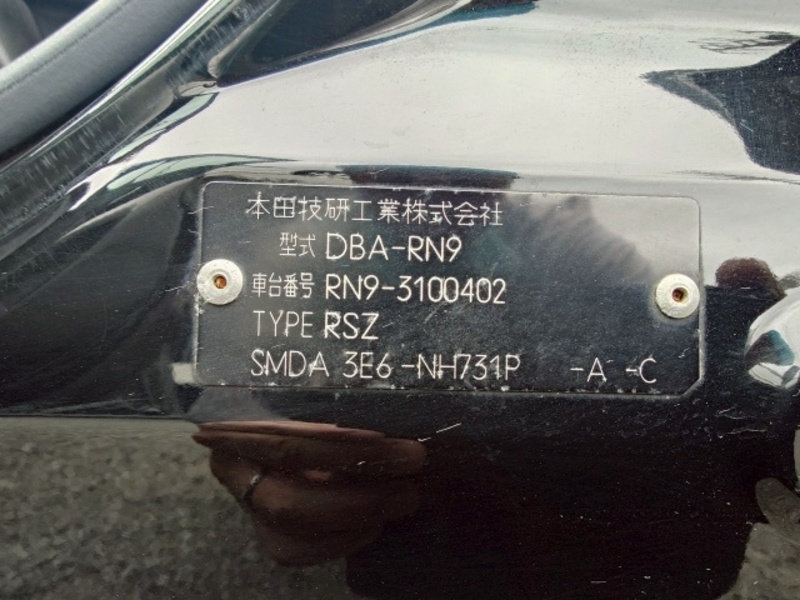 本田技研工業株式会社
型式 DBA-RN9
車台番号 RN9-3100402
TYPE RSZ
SMDA 3E6-NH731P -A -C